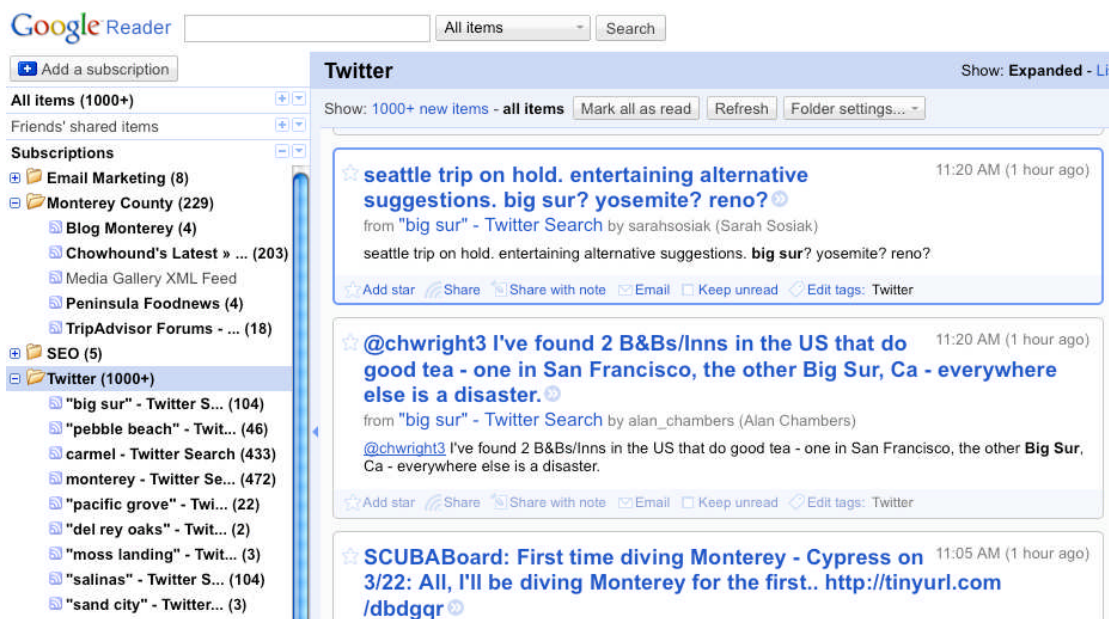 Google Reader
All items
Search
Add a subscription
All items (1000+)
Friends' shared items
Subscriptions
Email Marketing (8)
Monterey County (229)
Blog Monterey (4)
Chowhound's Latest » ... (203)
Media Gallery XML Feed
Peninsula Foodnews (4)
TripAdvisor Forums - ... (18)
SEO (5)
Twitter (1000+)
"big sur" - Twitter S... (104)
"pebble beach" - Twit... (46)
carmel - Twitter Search (433)
monterey - Twitter Se... (472)
"pacific grove" - Twi... (22)
"del rey oaks" - Twit... (2)
"moss landing" - Twit... (3)
"salinas" - Twitter S... (104)
"sand city" - Twitter... (3)
Twitter
Show: Expanded - Li
Show: 1000+ new items - all items Mark all as read Refresh Folder settings...
seattle trip on hold. entertaining alternative
11:20 AM (1 hour ago)
suggestions. big sur? yosemite? reno?
from "big sur" - Twitter Search by sarahsosiak (Sarah Sosiak)
seattle trip on hold. entertaining alternative suggestions. big sur? yosemite? reno?
Add star Share Share with note Email Keep unread Edit tags: Twitter
@chwright3 I've found 2 B&Bs/Inns in the US that do
11:20 AM (1 hour ago)
good tea - one in San Francisco, the other Big Sur, Ca - everywhere
else is a disaster.
from "big sur" - Twitter Search by alan_chambers (Alan Chambers)
@chwright3 I've found 2 B&Bs/Inns in the US that do good tea - one in San Francisco, the other Big Sur,
Ca - everywhere else is a disaster.
Add star Share Share with note Email Keep unread Edit tags: Twitter
SCUBABoard: First time diving Monterey - Cypress on
11:05 AM (1 hour ago)
3/22: All, I'll be diving Monterey for the first.. http://tinyurl.com
/dbdgqr